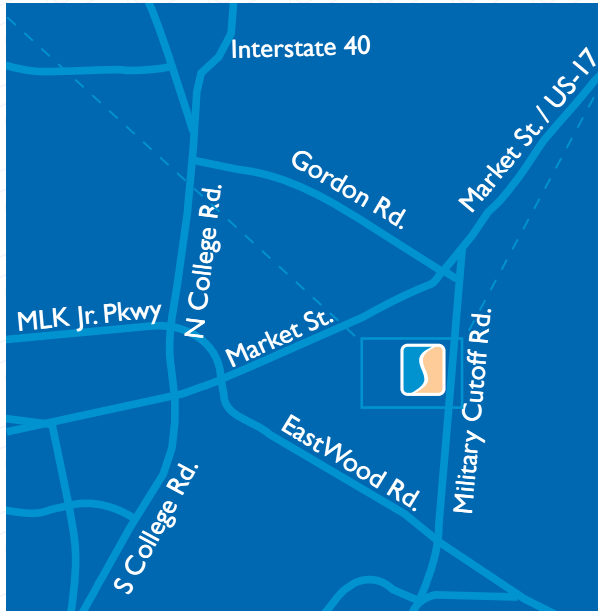 Interstate 40
Market St. / US-17
Gordon Rd.
N College Rd.
MLK Jr. Pkwy
Market St.
Military Cutoff Rd.
EastWood Rd.
S College Rd.